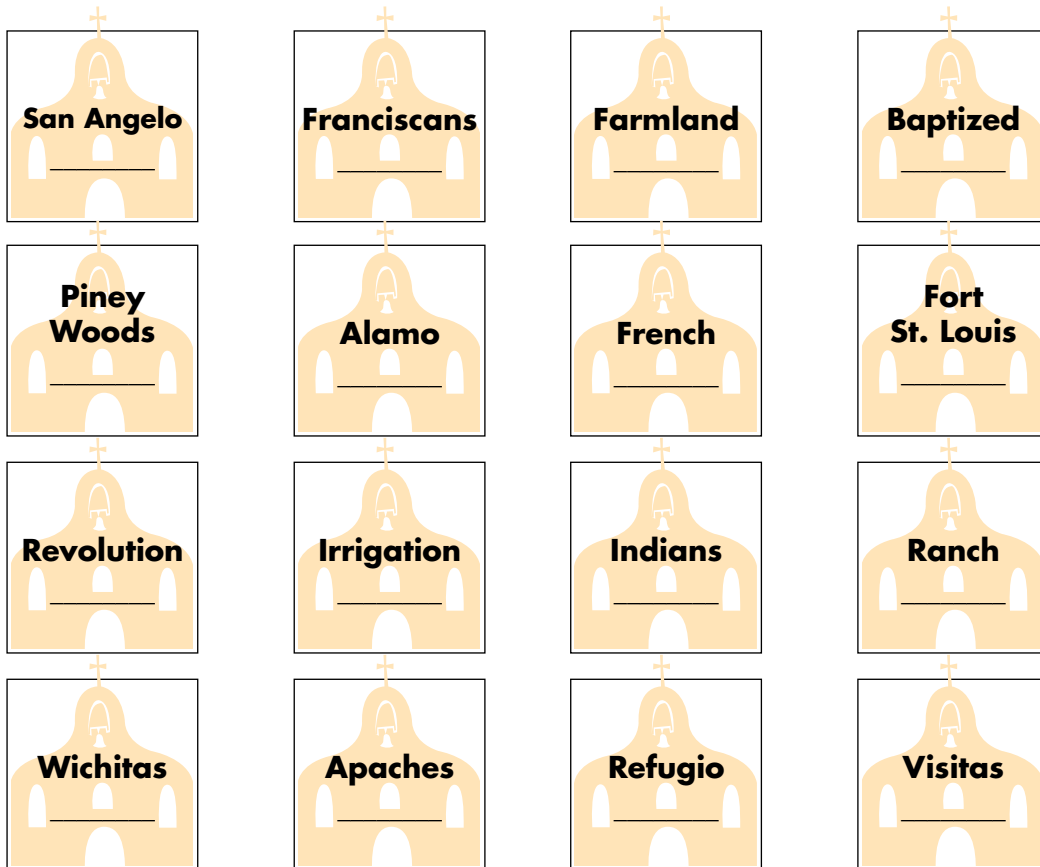 San Angelo
Franciscans
Farmland
Baptized
Piney
Woods
Alamo
French
Fort
St. Louis
Revolution
Irrigation
Indians
Ranch
Wichitas
Apaches
Refugio
Visitas